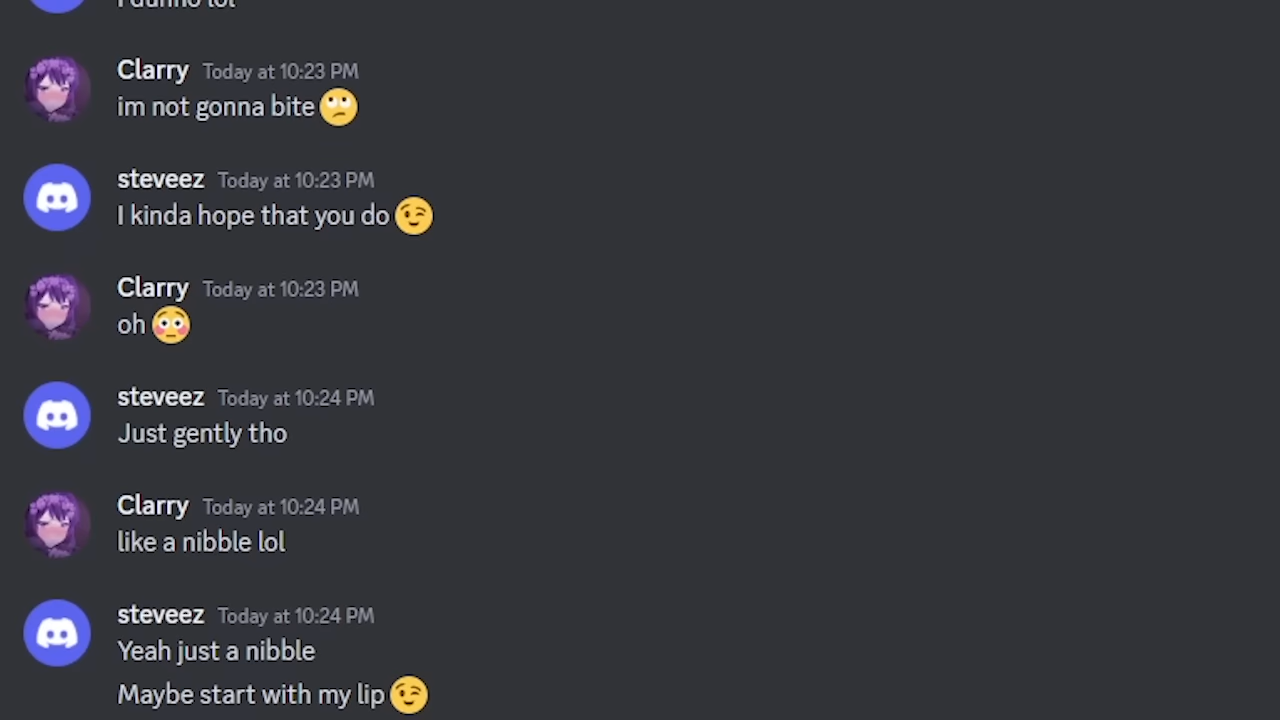 I dunno lol
Clarry Today at 10:23 PM
im not gonna bite 🙄
steveez Today at 10:23 PM
I kinda hope that you do 😉
Clarry Today at 10:23 PM
oh 😳
steveez Today at 10:24 PM
Just gently tho
Clarry Today at 10:24 PM
like a nibble lol
steveez Today at 10:24 PM
Yeah just a nibble
Maybe start with my lip 😉